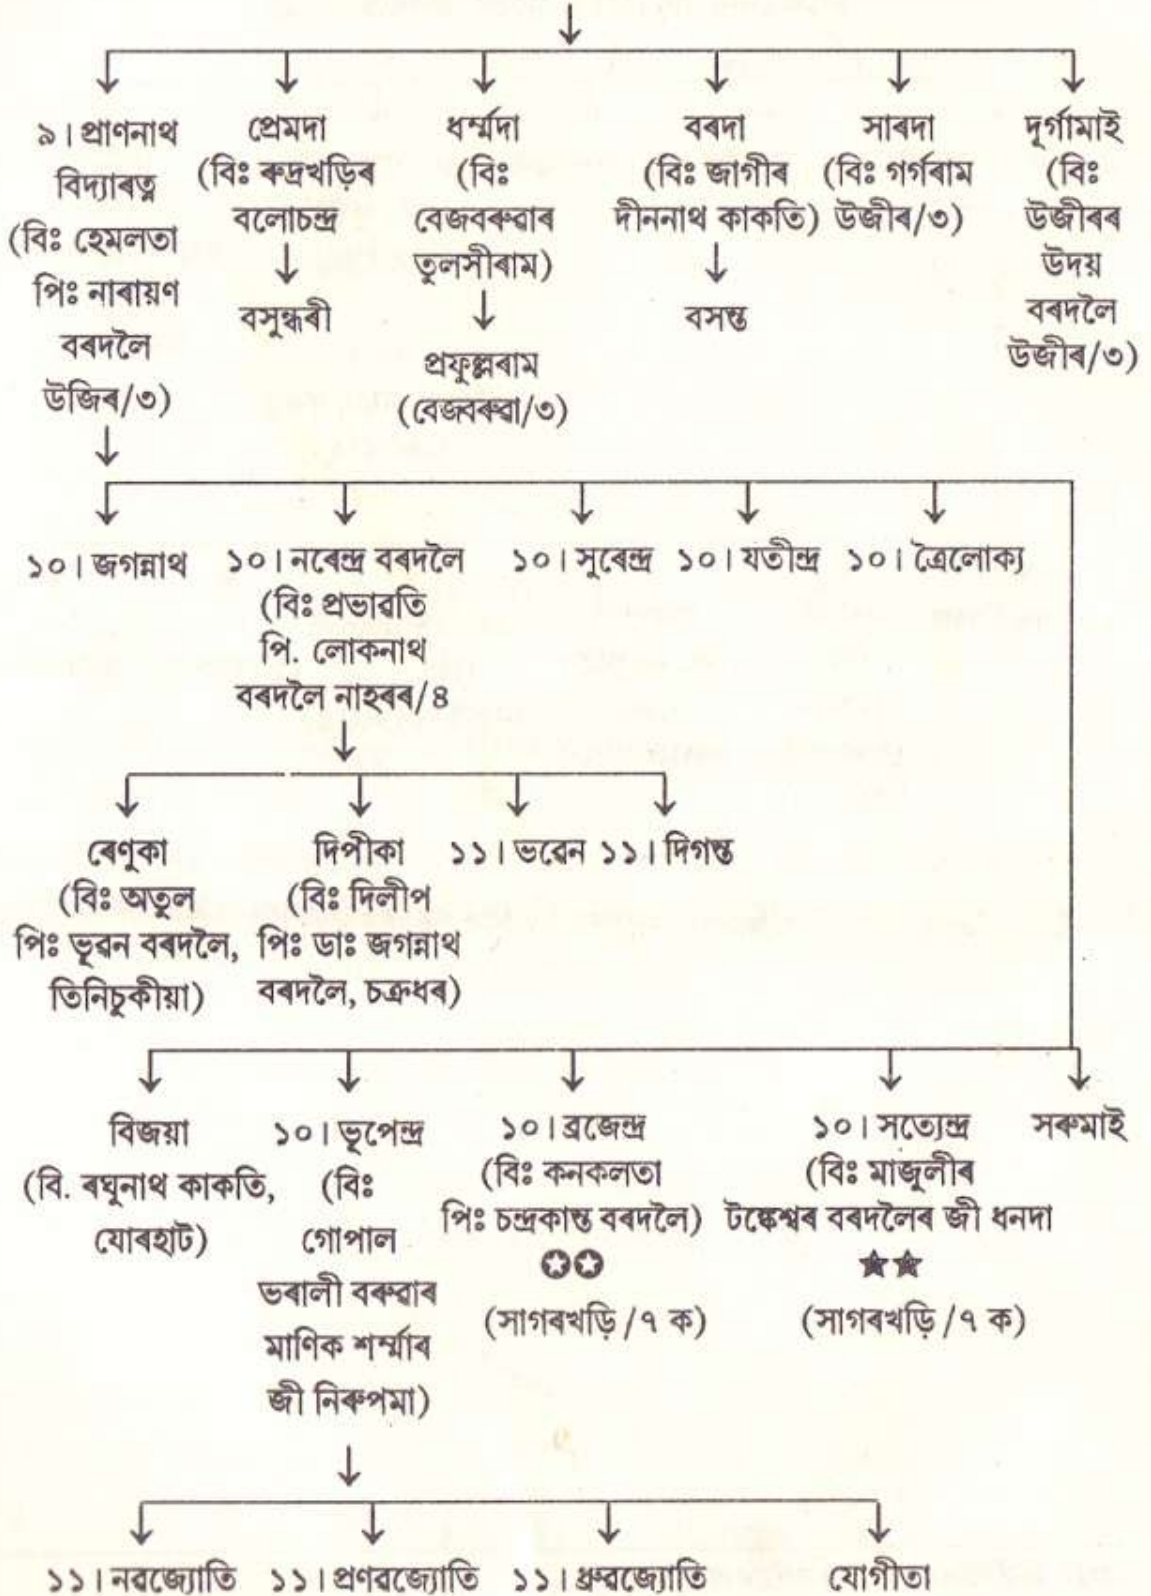 ৯। প্ৰাণনাথ
বিদ্যাৰত্ন
(বিঃ হেমলতা
পিঃ নাৰায়ণ
বৰদলৈ
উজিৰ/৩)
প্ৰেমদা
(বিঃ ৰুদ্ৰখড়িৰ
বলোচন্দ্ৰ
বসুন্ধৰী
ধৰ্ম্মদা
(বিঃ
বেজবৰুৱাৰ
তুলসীৰাম)
প্ৰফুল্লৰাম
(বেজবৰুৱা/৩)
বৰদা
(বিঃ জাগীৰ
দীননাথ কাকতি)
বসন্ত
সাৰদা
(বিঃ গৰ্গৰাম
উজীৰ/৩)
দূৰ্গামাই
(বিঃ
উজীৰৰ
উদয়
বৰদলৈ
উজীৰ/৩)
১০। জগন্নাথ
১০। নৰেন্দ্ৰ বৰদলৈ
(বিঃ প্ৰভাৱতি
পি. লোকনাথ
বৰদলৈ নাহৰৰ/৪
১০। সুৰেন্দ্ৰ
১০। যতীন্দ্ৰ
১০। ত্ৰৈলোক্য
ৰেণুকা
(বিঃ অতুল
পিঃ ভূৱন বৰদলৈ,
তিনিচুকীয়া)
দিপীকা
(বিঃ দিলীপ
পিঃ ডাঃ জগন্নাথ
বৰদলৈ, চক্ৰধৰ)
১১। ভৱেন
১১। দিগন্ত
বিজয়া
(বি. ৰঘুনাথ কাকতি,
যোৰহাট)
১০। ভূপেন্দ্ৰ
(বিঃ
গোপাল
ভৰালী বৰুৱাৰ
মাণিক শৰ্ম্মাৰ
জী নিৰুপমা)
১০। ব্ৰজেন্দ্ৰ
(বিঃ কনকলতা
পিঃ চন্দ্ৰকান্ত বৰদলৈ)
✪✪
(সাগৰখড়ি /৭ ক)
১০। সত্যেন্দ্ৰ
(বিঃ মাজুলীৰ
টঙ্কেশ্বৰ বৰদলৈৰ জী ধনদা
★★
(সাগৰখড়ি /৭ ক)
সৰুমাই
১১। নৱজ্যোতি
১১। প্ৰণৱজ্যোতি
১১। ধ্ৰুৱজ্যোতি
যোগীতা